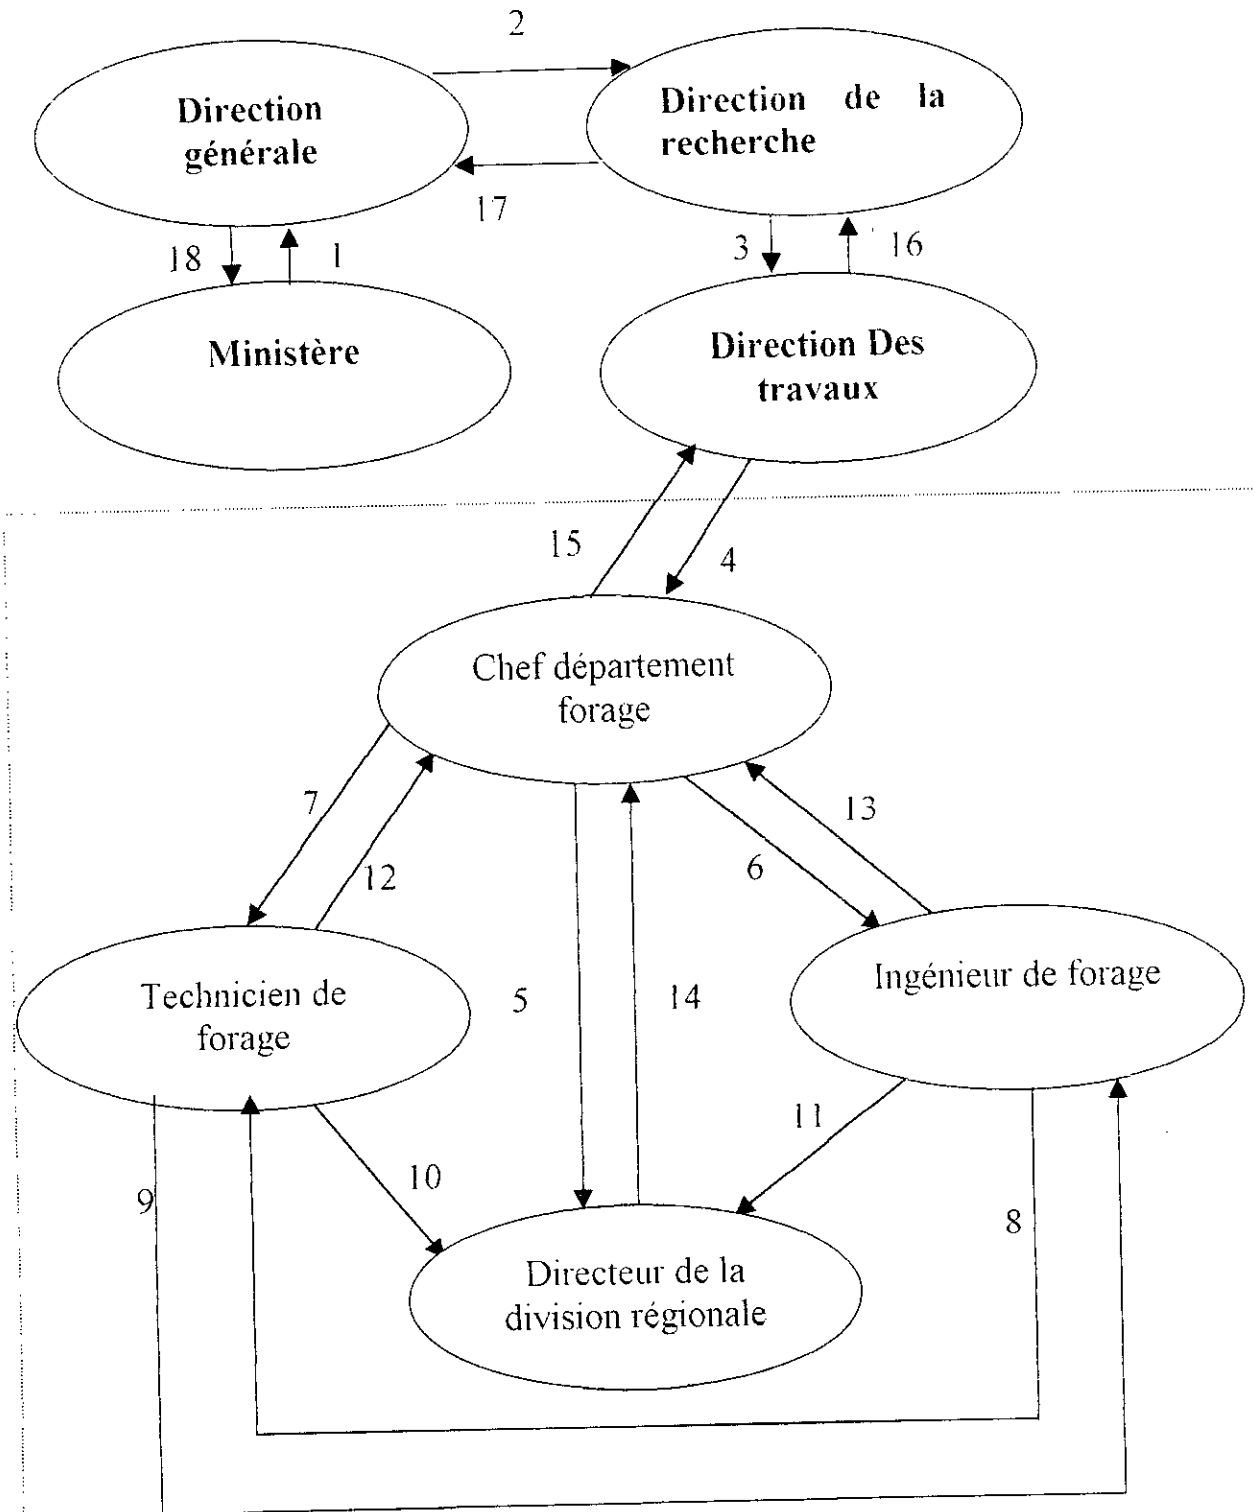 2
Direction
générale
Direction de la
recherche
17
18
1
3
16
Ministère
Direction Des
travaux
15
4
Chef département
forage
7
12
6
13
Technicien de
forage
5
14
Ingénieur de forage
11
10
9
8
Directeur de la
division régionale